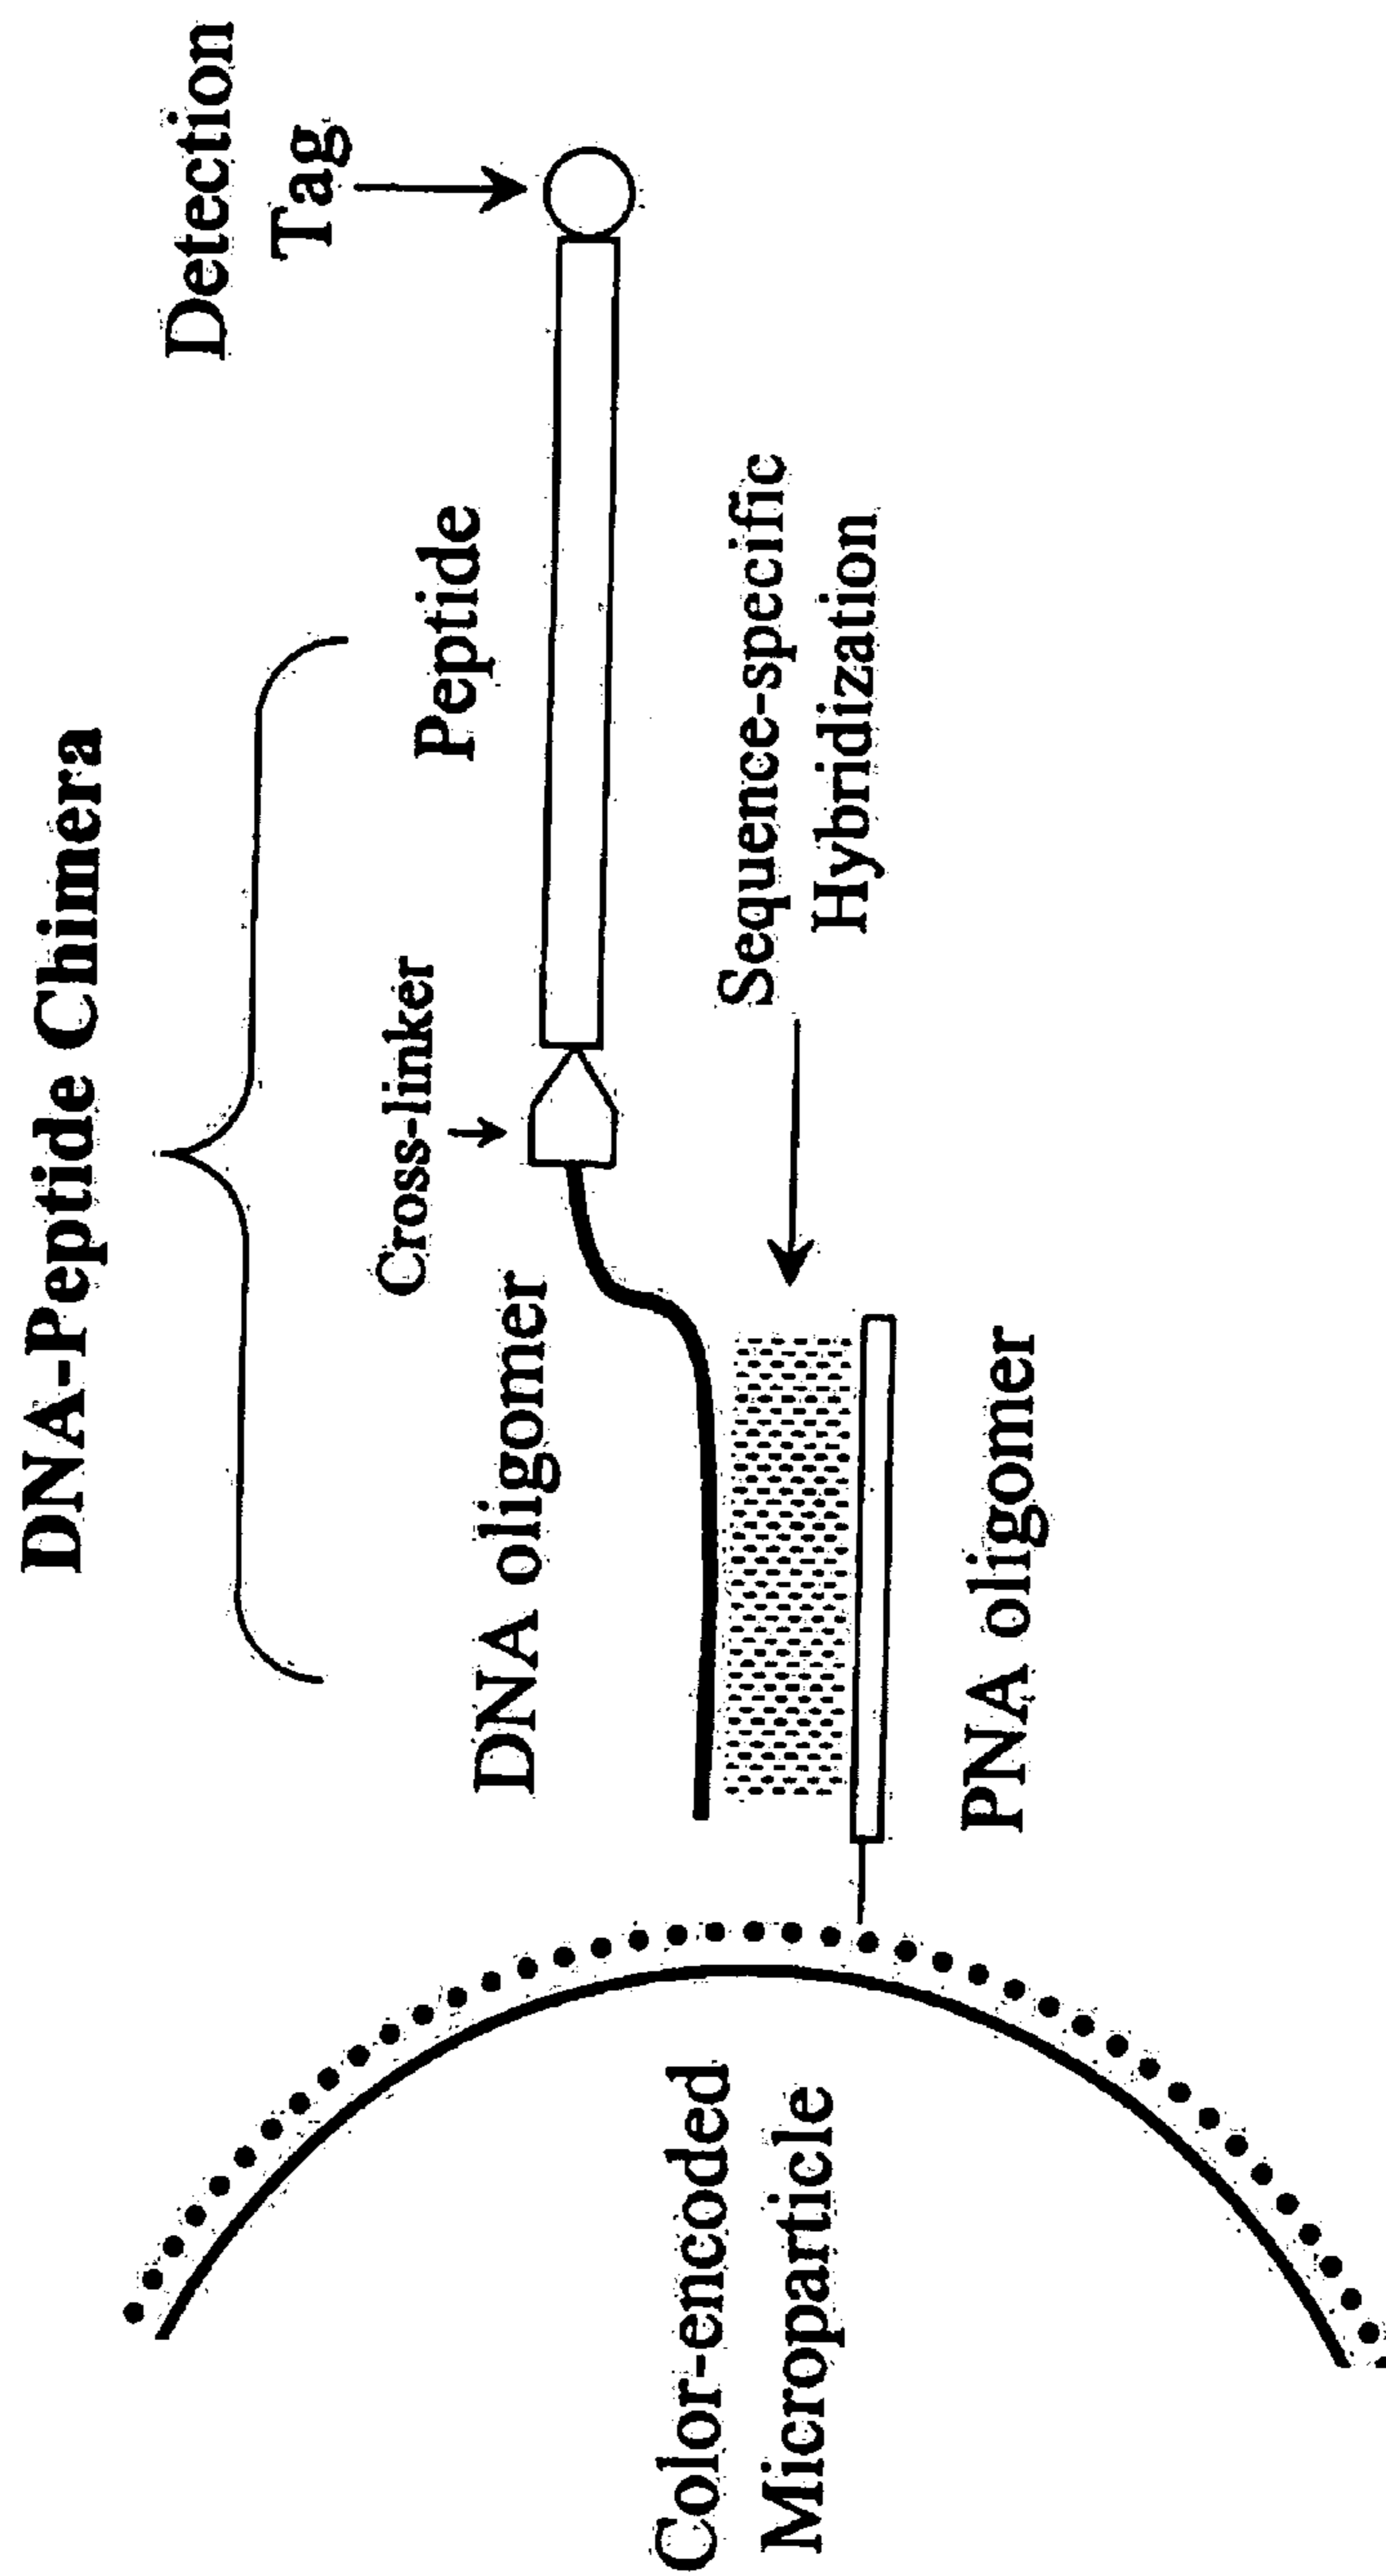 DNA-Peptide Chimera
Detection
Tag
Cross-linker
Peptide
DNA oligomer
Sequence-specific
Hybridization
PNA oligomer
Color-encoded
Microparticle